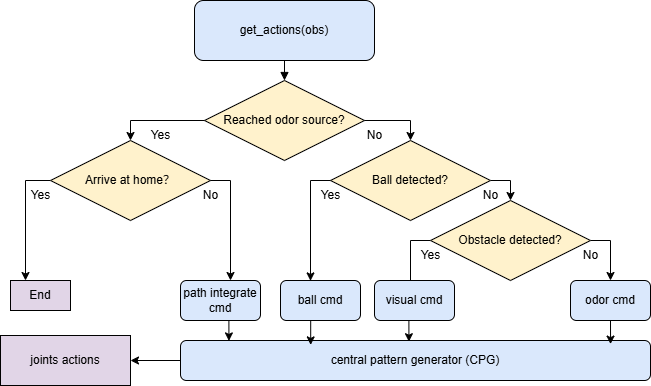 get_actions(obs)
Reached odor source?
Yes
No
Arrive at home?
Ball detected?
Yes
No
Yes
No
Obstacle detected?
Yes
No
End
path integrate
cmd
ball cmd
visual cmd
odor cmd
joints actions
central pattern generator (CPG)